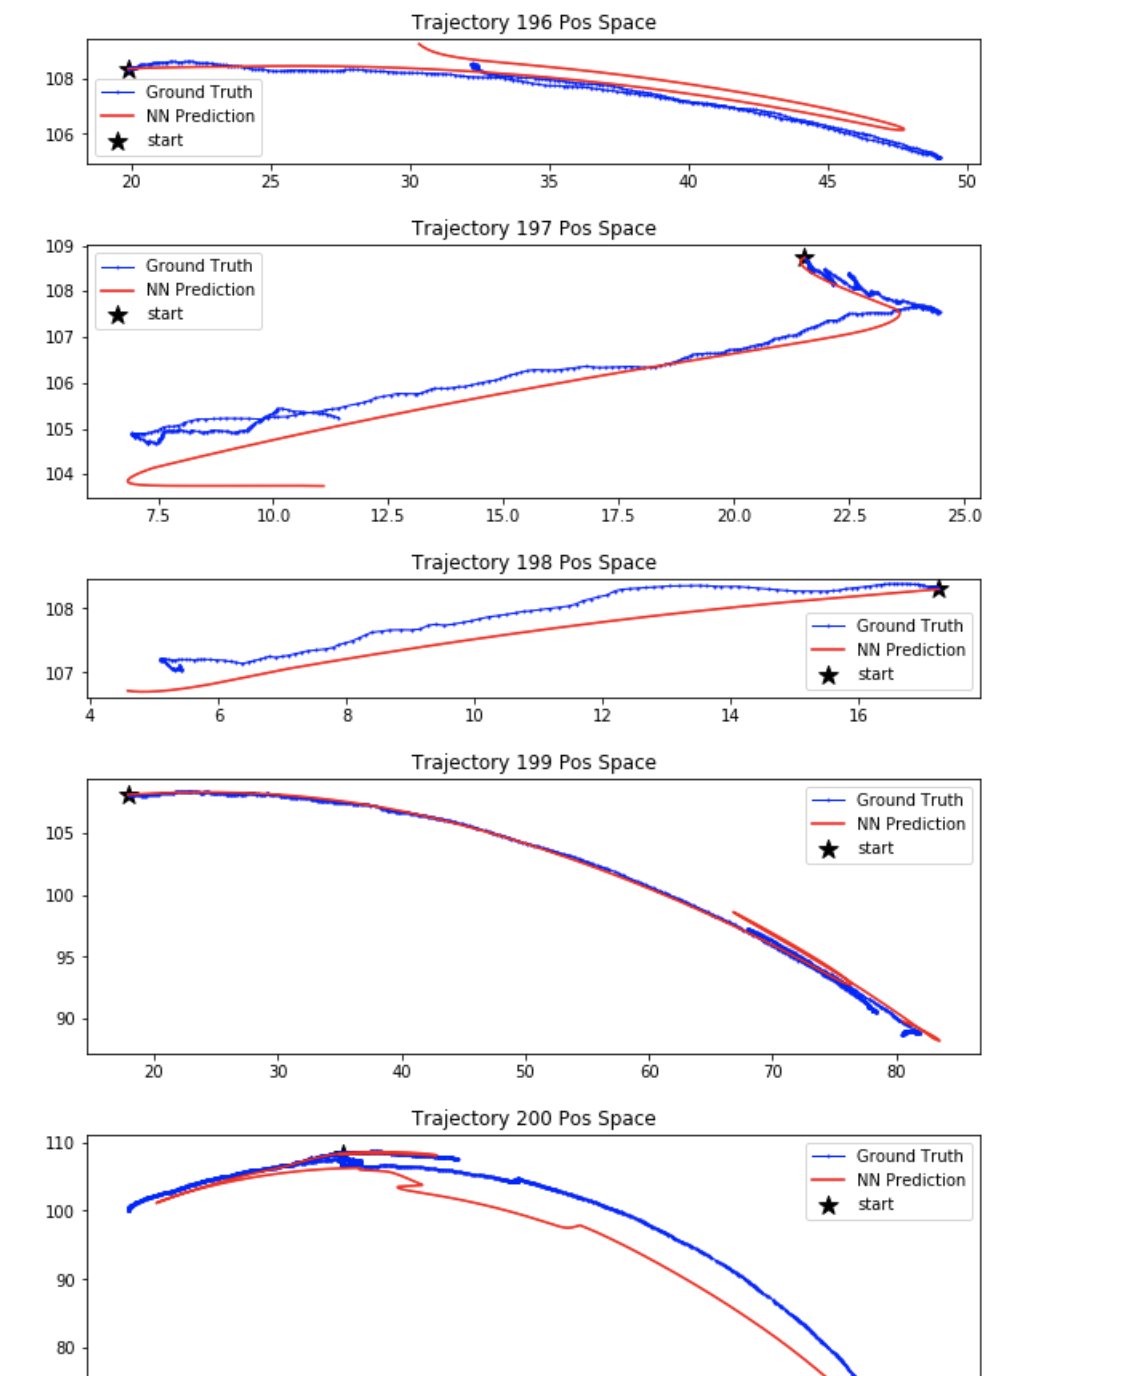 Trajectory 196 Pos Space
108
106
Ground Truth
NN Prediction
start
20 25 30 35 40 45 50
Trajectory 197 Pos Space
109
108
107
106
105
104
Ground Truth
NN Prediction
start
7.5 10.0 12.5 15.0 17.5 20.0 22.5 25.0
Trajectory 198 Pos Space
108
107
Ground Truth
NN Prediction
start
4 6 8 10 12 14 16
Trajectory 199 Pos Space
105
100
95
90
Ground Truth
NN Prediction
start
20 30 40 50 60 70 80
Trajectory 200 Pos Space
110
100
90
80
Ground Truth
NN Prediction
start